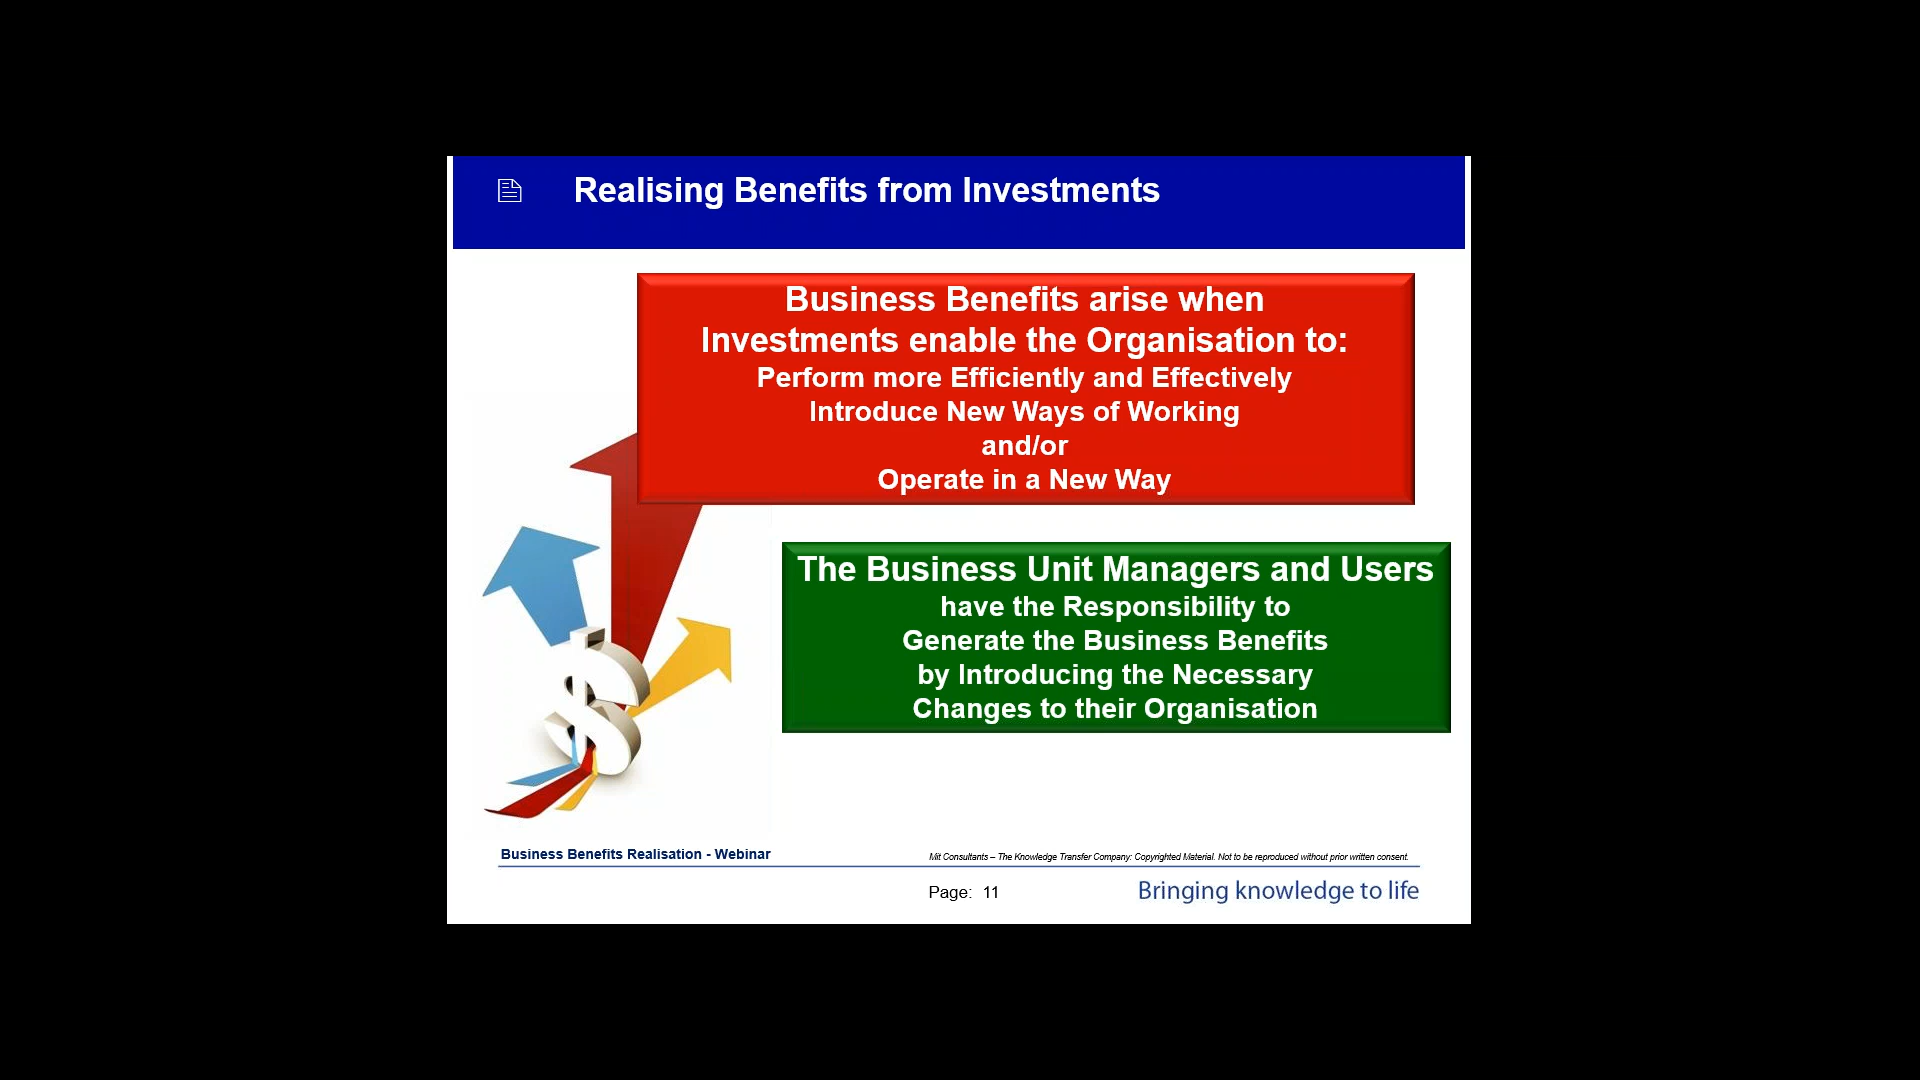 Realising Benefits from Investments
Business Benefits arise when
Investments enable the Organisation to:
Perform more Efficiently and Effectively
Introduce New Ways of Working
and/or
Operate in a New Way
The Business Unit Managers and Users
have the Responsibility to
Generate the Business Benefits
by Introducing the Necessary
Changes to their Organisation
Business Benefits Realisation - Webinar
Mit Consultants – The Knowledge Transfer Company: Copyrighted Material. Not to be reproduced without prior written consent.
Page: 11
Bringing knowledge to life